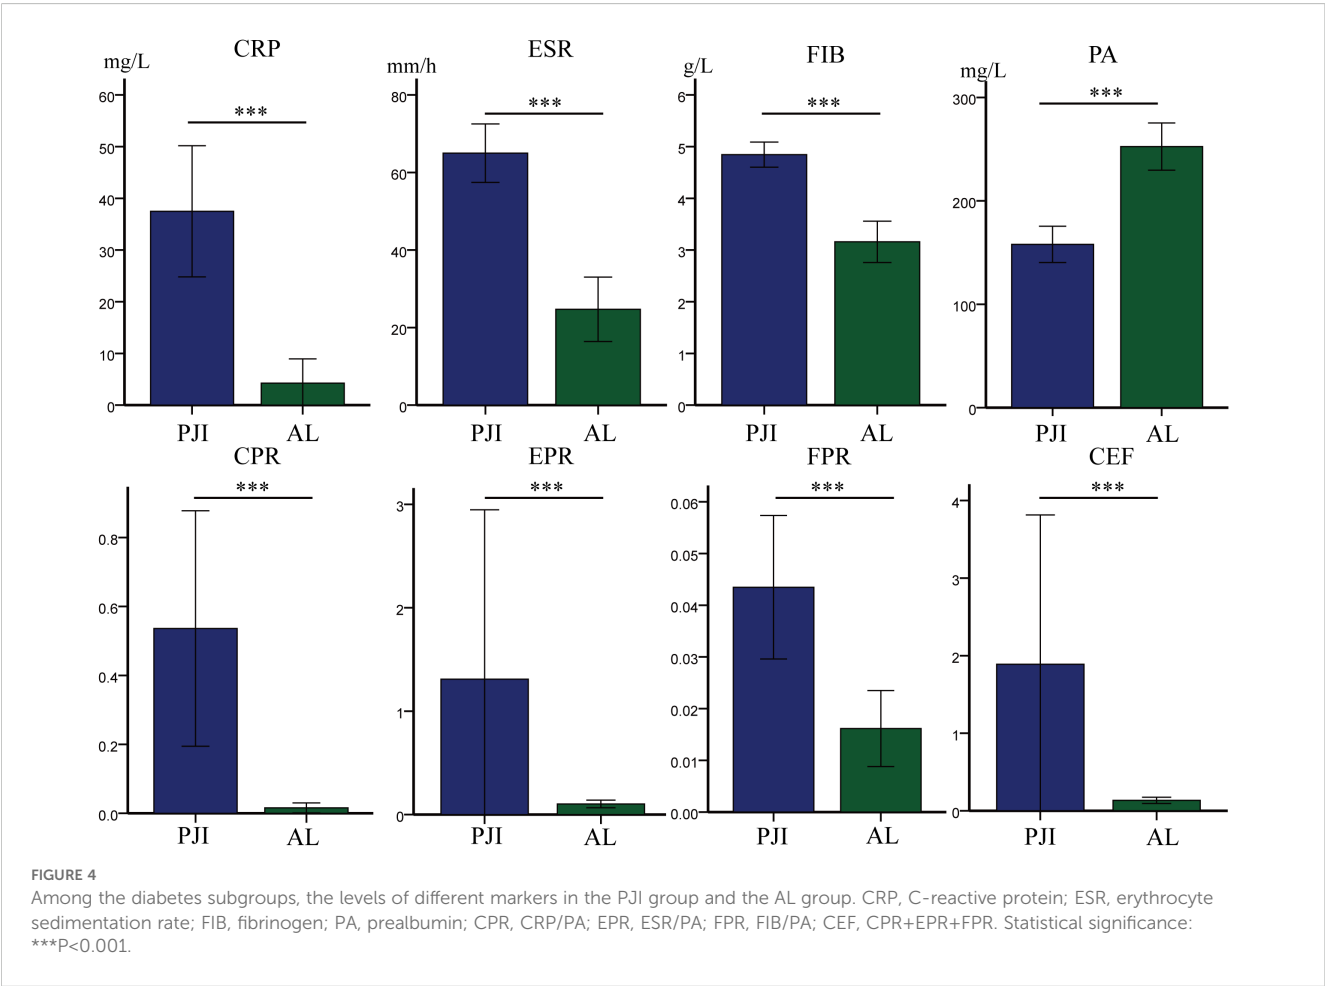 CRP
mg/L
60
50
40
30
20
10
0
***
PJI
AL
ESR
mm/h
80
60
40
20
0
***
PJI
AL
FIB
g/L
6
5
4
3
2
1
0
***
PJI
AL
PA
mg/L
300
200
100
0
***
PJI
AL
CPR
0.8
0.6
0.4
0.2
0.0
***
PJI
AL
EPR
3
2
1
0
***
PJI
AL
FPR
0.06
0.05
0.04
0.03
0.02
0.01
0.00
***
PJI
AL
CEF
4
3
2
1
0
***
PJI
AL
FIGURE 4
Among the diabetes subgroups, the levels of different markers in the PJI group and the AL group. CRP, C-reactive protein; ESR, erythrocyte
sedimentation rate; FIB, fibrinogen; PA, prealbumin; CPR, CRP/PA; EPR, ESR/PA; FPR, FIB/PA; CEF, CPR+EPR+FPR. Statistical significance:
***P<0.001.